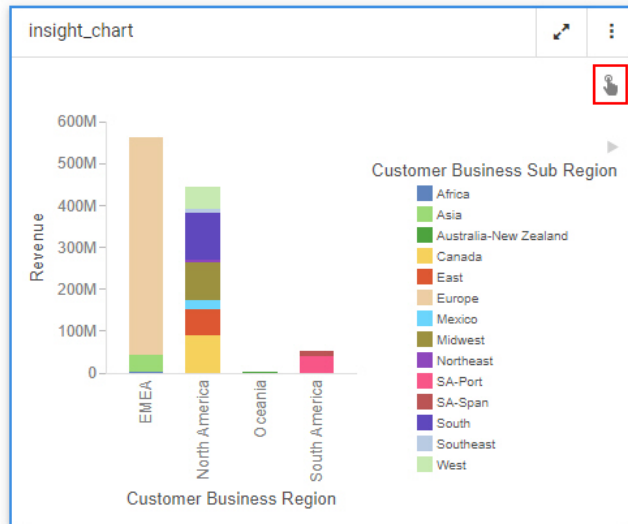 insight_chart
600M
500M
400M
300M
200M
100M
0
Revenue
EMEA
North America
Oceania
South America
Customer Business Region
Customer Business Sub Region
Africa
Asia
Australia-New Zealand
Canada
East
Europe
Mexico
Midwest
Northeast
SA-Port
SA-Span
South
Southeast
West